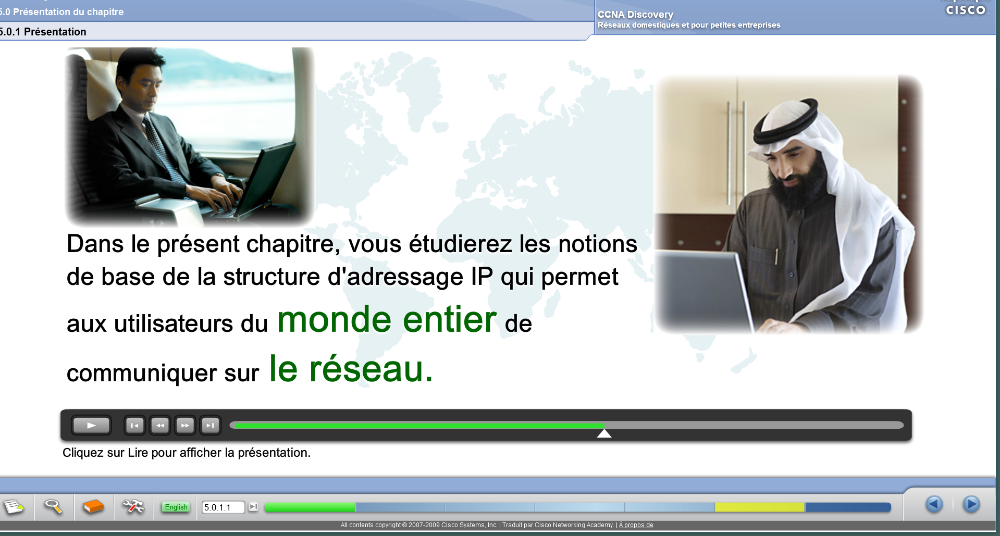 5.0 Présentation du chapitre
5.0.1 Présentation
CCNA Discovery
Réseaux domestiques et pour petites entreprises
CISCO
Dans le présent chapitre, vous étudierez les notions
de base de la structure d'adressage IP qui permet
aux utilisateurs du monde entier de
communiquer sur le réseau.
Cliquez sur Lire pour afficher la présentation.
English
5.0.1.1
All contents copyright © 2007-2009 Cisco Systems, Inc. | Traduit par Cisco Networking Academy. | À propos de